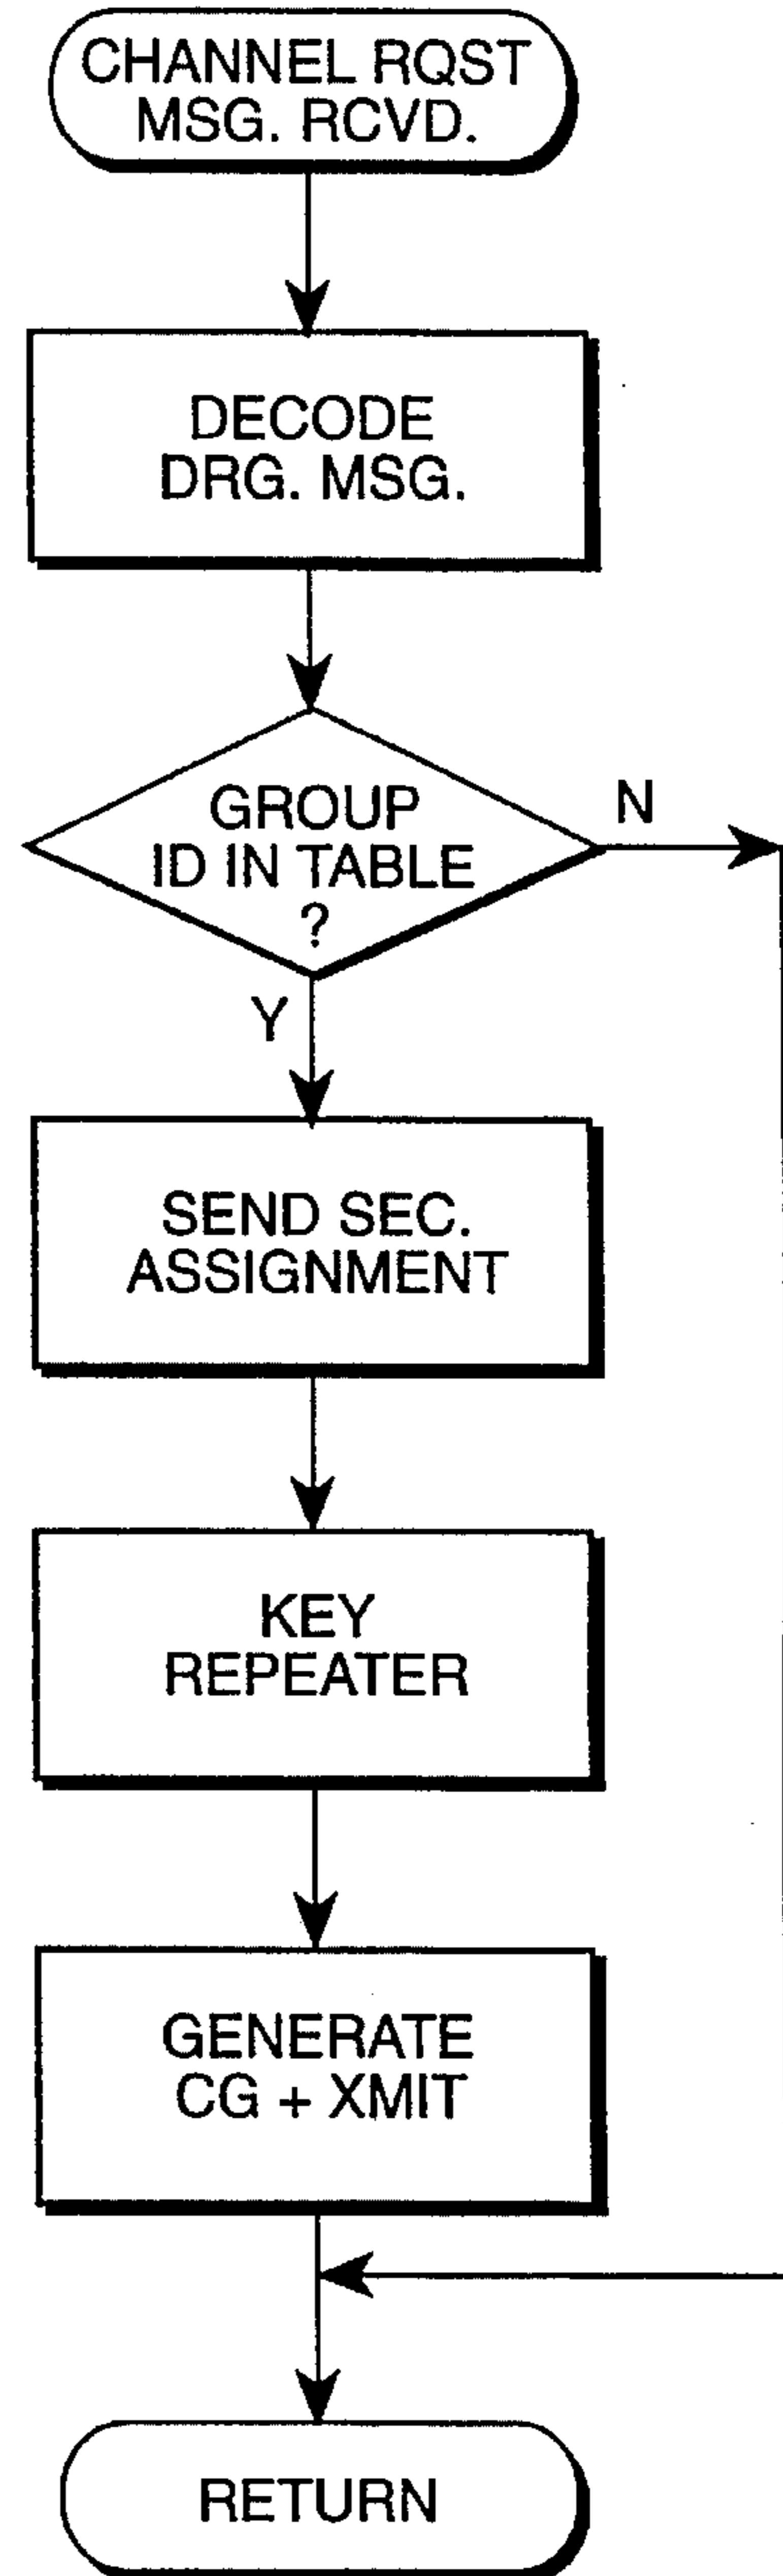 CHANNEL RQST
MSG. RCVD.
DECODE
DRG. MSG.
GROUP
ID IN TABLE
?
N
Y
SEND SEC.
ASSIGNMENT
KEY
REPEATER
GENERATE
CG + XMIT
RETURN